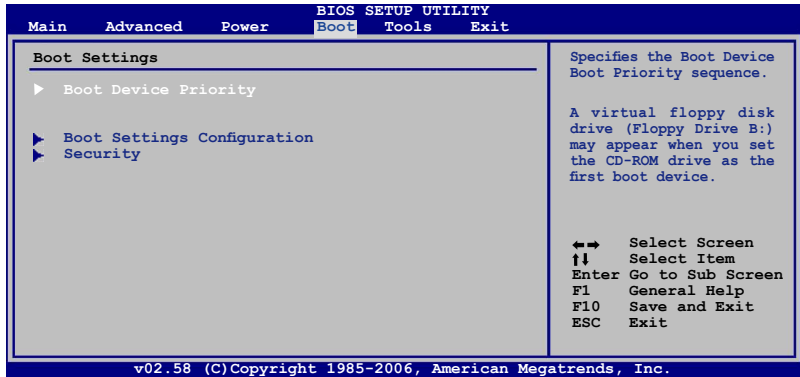 BIOS SETUP UTILITY
Main Advanced Power Boot Tools Exit
Boot Settings
Boot Device Priority
Boot Settings Configuration
Security
Specifies the Boot Device
Boot Priority sequence.
A virtual floppy disk
drive (Floppy Drive B:)
may appear when you set
the CD-ROM drive as the
first boot device.
←→ Select Screen
↑↓ Select Item
Enter Go to Sub Screen
F1 General Help
F10 Save and Exit
ESC Exit
v02.58 (C)Copyright 1985-2006, American Megatrends, Inc.